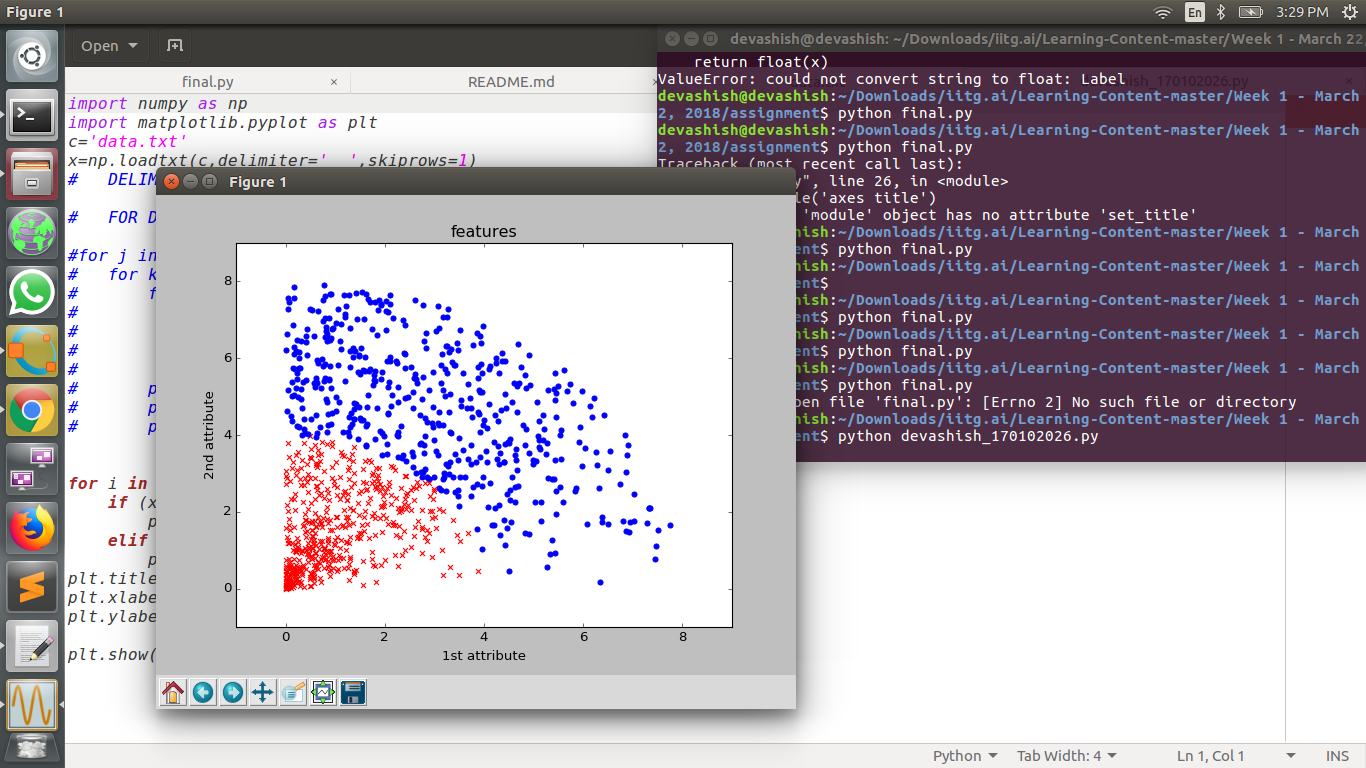 Figure 1
En
3:29 PM
Open
final.py ×
README.md
_170102026.py ×
import numpy as np
import matplotlib.pyplot as plt
c='data.txt'
x=np.loadtxt(c,delimiter=' ',skiprows=1)
# DELIM
# FOR D
#for j in
# for k
# f
#
#
#
#
# p
# p
# p
for i in
if (x
p
elif
p
plt.title
plt.xlabe
plt.ylabe
plt.show(
devashish@devashish: ~/Downloads/iitg.ai/Learning-Content-master/Week 1 - March 22,
return float(x)
ValueError: could not convert string to float: Label
devashish@devashish:~/Downloads/iitg.ai/Learning-Content-master/Week 1 - March
2, 2018/assignment$ python final.py
devashish@devashish:~/Downloads/iitg.ai/Learning-Content-master/Week 1 - March
2, 2018/assignment$ python final.py
Traceback (most recent call last):
y", line 26, in <module>
le('axes title')
'module' object has no attribute 'set_title'
ish:~/Downloads/iitg.ai/Learning-Content-master/Week 1 - March
ent$ python final.py
ish:~/Downloads/iitg.ai/Learning-Content-master/Week 1 - March
ent$
ish:~/Downloads/iitg.ai/Learning-Content-master/Week 1 - March
ent$ python final.py
ish:~/Downloads/iitg.ai/Learning-Content-master/Week 1 - March
ent$ python final.py
ish:~/Downloads/iitg.ai/Learning-Content-master/Week 1 - March
ent$ python final.py
pen file 'final.py': [Errno 2] No such file or directory
ish:~/Downloads/iitg.ai/Learning-Content-master/Week 1 - March
ent$ python devashish_170102026.py
Figure 1
features
8
6
4
2
0
2nd attribute
0 2 4 6 8
1st attribute
Python Tab Width: 4 Ln 1, Col 1 INS